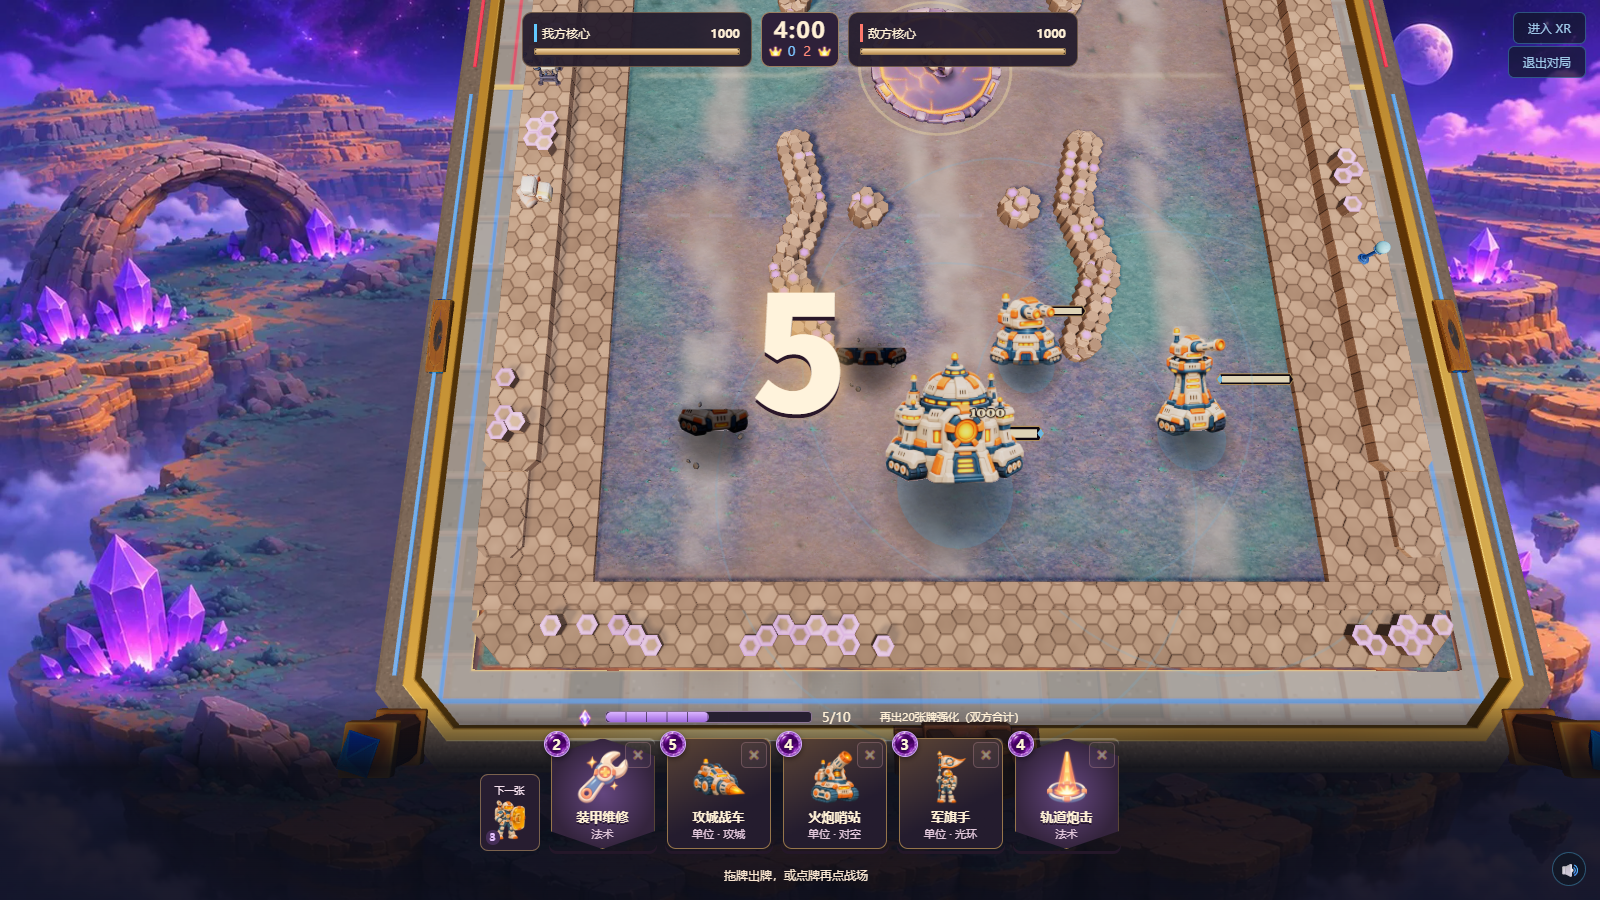 我方核心 1000
4:00
0 2
敌方核心 1000
进入 XR
退出对局
5
1000
5/10
再出20张牌强化（双方合计）
下一张
3
2
装甲维修
法术
5
攻城战车
单位 · 攻城
4
火炮哨站
单位 · 对空
3
军旗手
单位 · 光环
4
轨道炮击
法术
拖牌出牌，或点牌再点战场